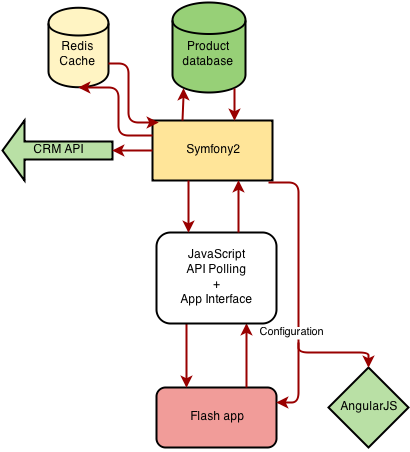 Redis
Cache
Product
database
Symfony2
CRM API
JavaScript
API Polling
+
App Interface
Configuration
AngularJS
Flash app